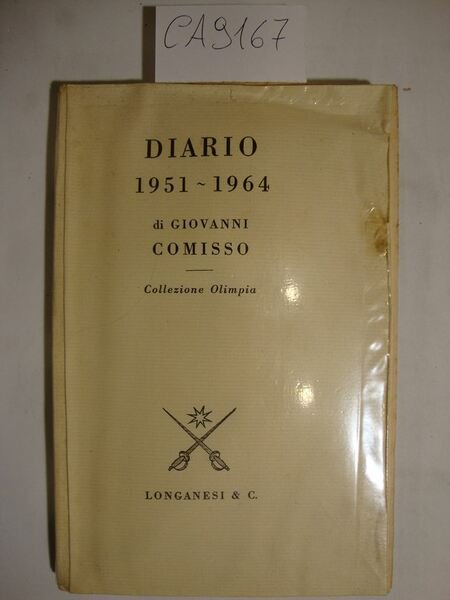 CA9167
DIARIO
1951 ~ 1964
di GIOVANNI
COMISSO
Collezione Olimpia
LONGANESI & C.